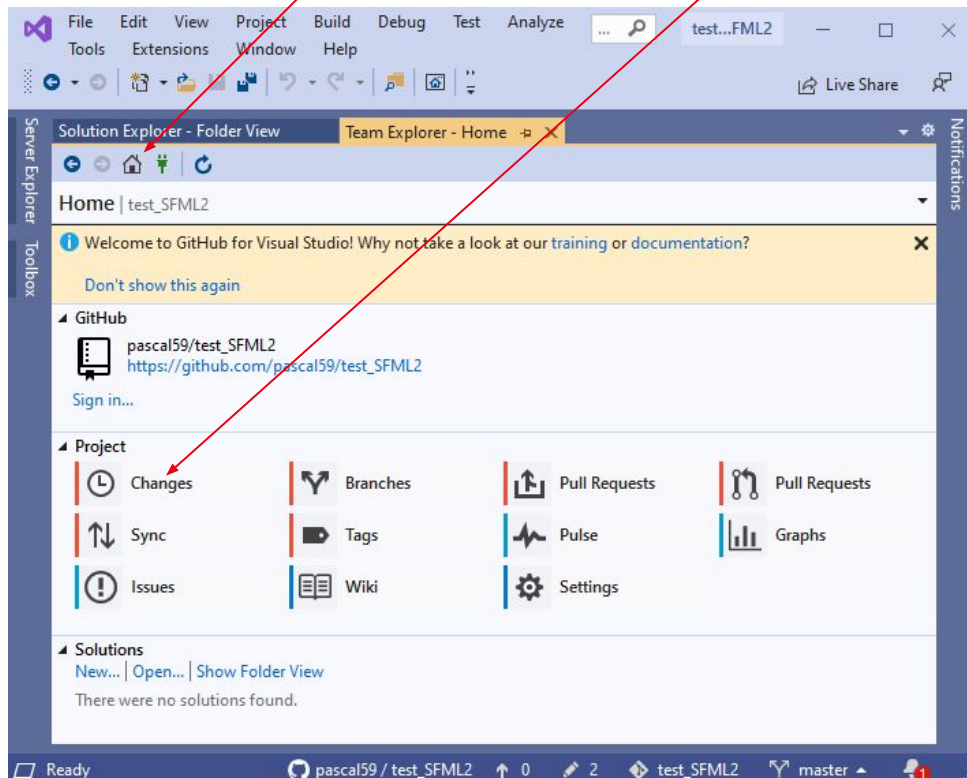 File Edit View Project Build Debug Test Analyze ... test...FML2
Tools Extensions Window Help
Live Share
Server Explorer
Toolbox
Solution Explorer - Folder View Team Explorer - Home
Notifications
Home | test_SFML2
Welcome to GitHub for Visual Studio! Why not take a look at our training or documentation?
Don't show this again
GitHub
pascal59/test_SFML2
https://github.com/pascal59/test_SFML2
Sign in...
Project
Changes Branches Pull Requests Pull Requests
Sync Tags Pulse Graphs
Issues Wiki Settings
Solutions
New... | Open... | Show Folder View
There were no solutions found.
Ready pascal59 / test_SFML2 0 2 test_SFML2 master 1